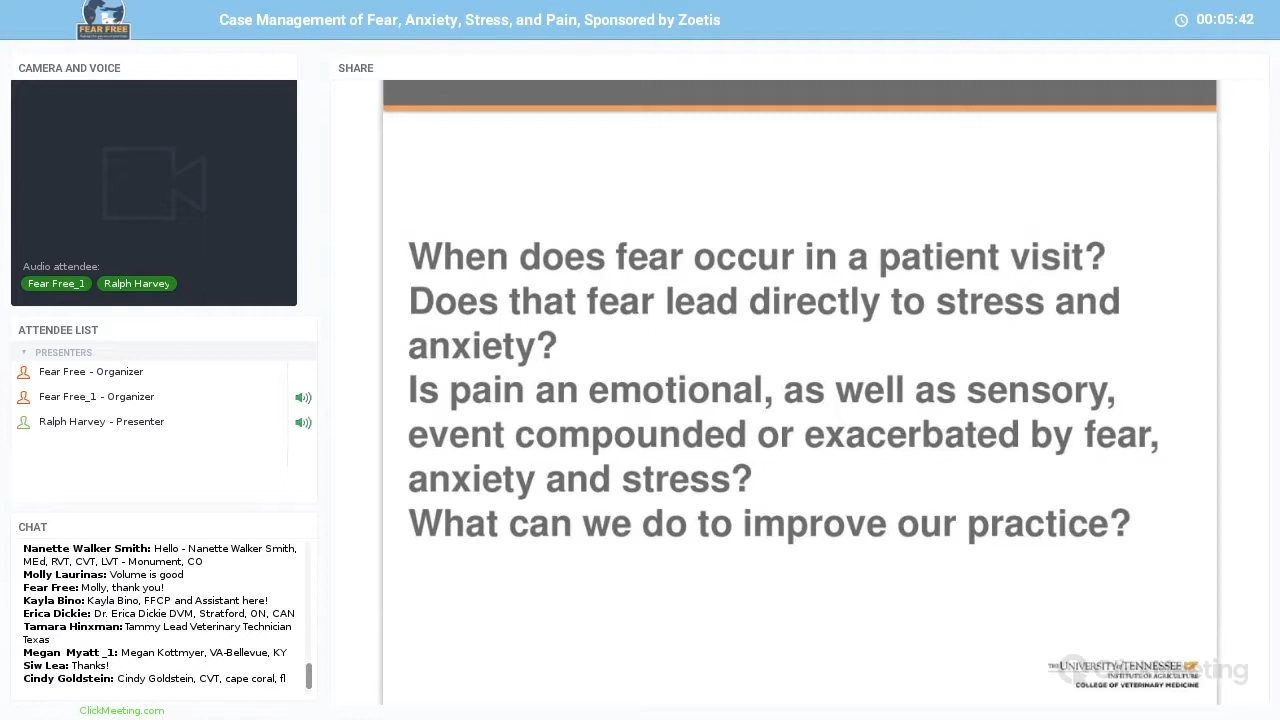 FEAR FREE
Case Management of Fear, Anxiety, Stress, and Pain, Sponsored by Zoetis
00:05:42
CAMERA AND VOICE
Audio attendee:
Fear Free_1
Ralph Harvey
ATTENDEE LIST
PRESENTERS
Fear Free - Organizer
Fear Free_1 - Organizer
Ralph Harvey - Presenter
CHAT
Nanette Walker Smith: Hello - Nanette Walker Smith,
MEd, RVT, CVT, LVT - Monument, CO
Molly Laurinas: Volume is good
Fear Free: Molly, thank you!
Kayla Bino: Kayla Bino, FFCP and Assistant here!
Erica Dickie: Dr. Erica Dickie DVM, Stratford, ON, CAN
Tamara Hinxman: Tammy Lead Veterinary Technician
Texas
Megan Myatt _1: Megan Kottmyer, VA-Bellevue, KY
Siw Lea: Thanks!
Cindy Goldstein: Cindy Goldstein, CVT, cape coral, fl
ClickMeeting.com
SHARE
When does fear occur in a patient visit?
Does that fear lead directly to stress and
anxiety?
Is pain an emotional, as well as sensory,
event compounded or exacerbated by fear,
anxiety and stress?
What can we do to improve our practice?
THE UNIVERSITY of TENNESSEE
INSTITUTE of AGRICULTURE
COLLEGE OF VETERINARY MEDICINE
ClickMeeting